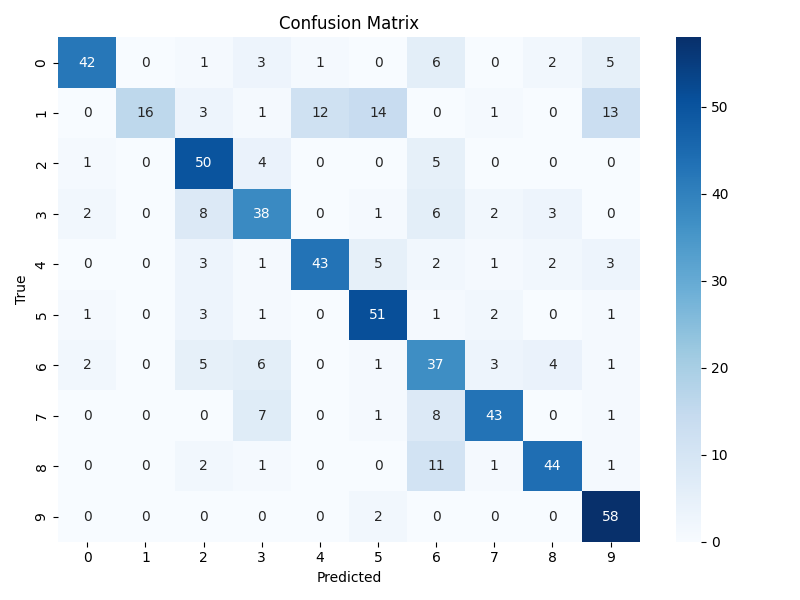 Confusion Matrix
True
0 42 0 1 3 1 0 6 0 2 5
1 0 16 3 1 12 14 0 1 0 13
2 1 0 50 4 0 0 5 0 0 0
3 2 0 8 38 0 1 6 2 3 0
4 0 0 3 1 43 5 2 1 2 3
5 1 0 3 1 0 51 1 2 0 1
6 2 0 5 6 0 1 37 3 4 1
7 0 0 0 7 0 1 8 43 0 1
8 0 0 2 1 0 0 11 1 44 1
9 0 0 0 0 0 2 0 0 0 58
0 1 2 3 4 5 6 7 8 9
Predicted
50
40
30
20
10
0